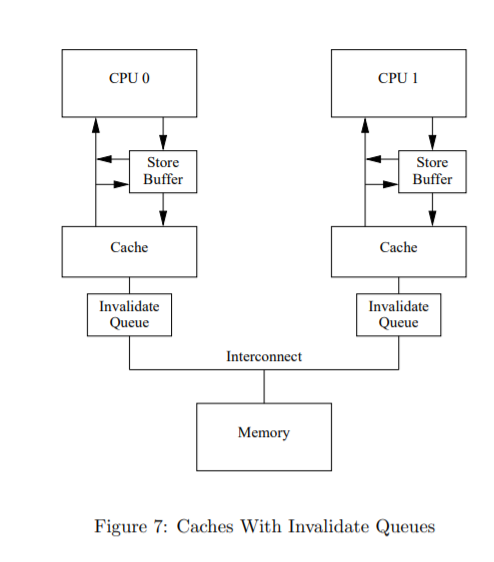 CPU 0
CPU 1
Store
Buffer
Store
Buffer
Cache
Cache
Invalidate
Queue
Invalidate
Queue
Interconnect
Memory
Figure 7: Caches With Invalidate Queues